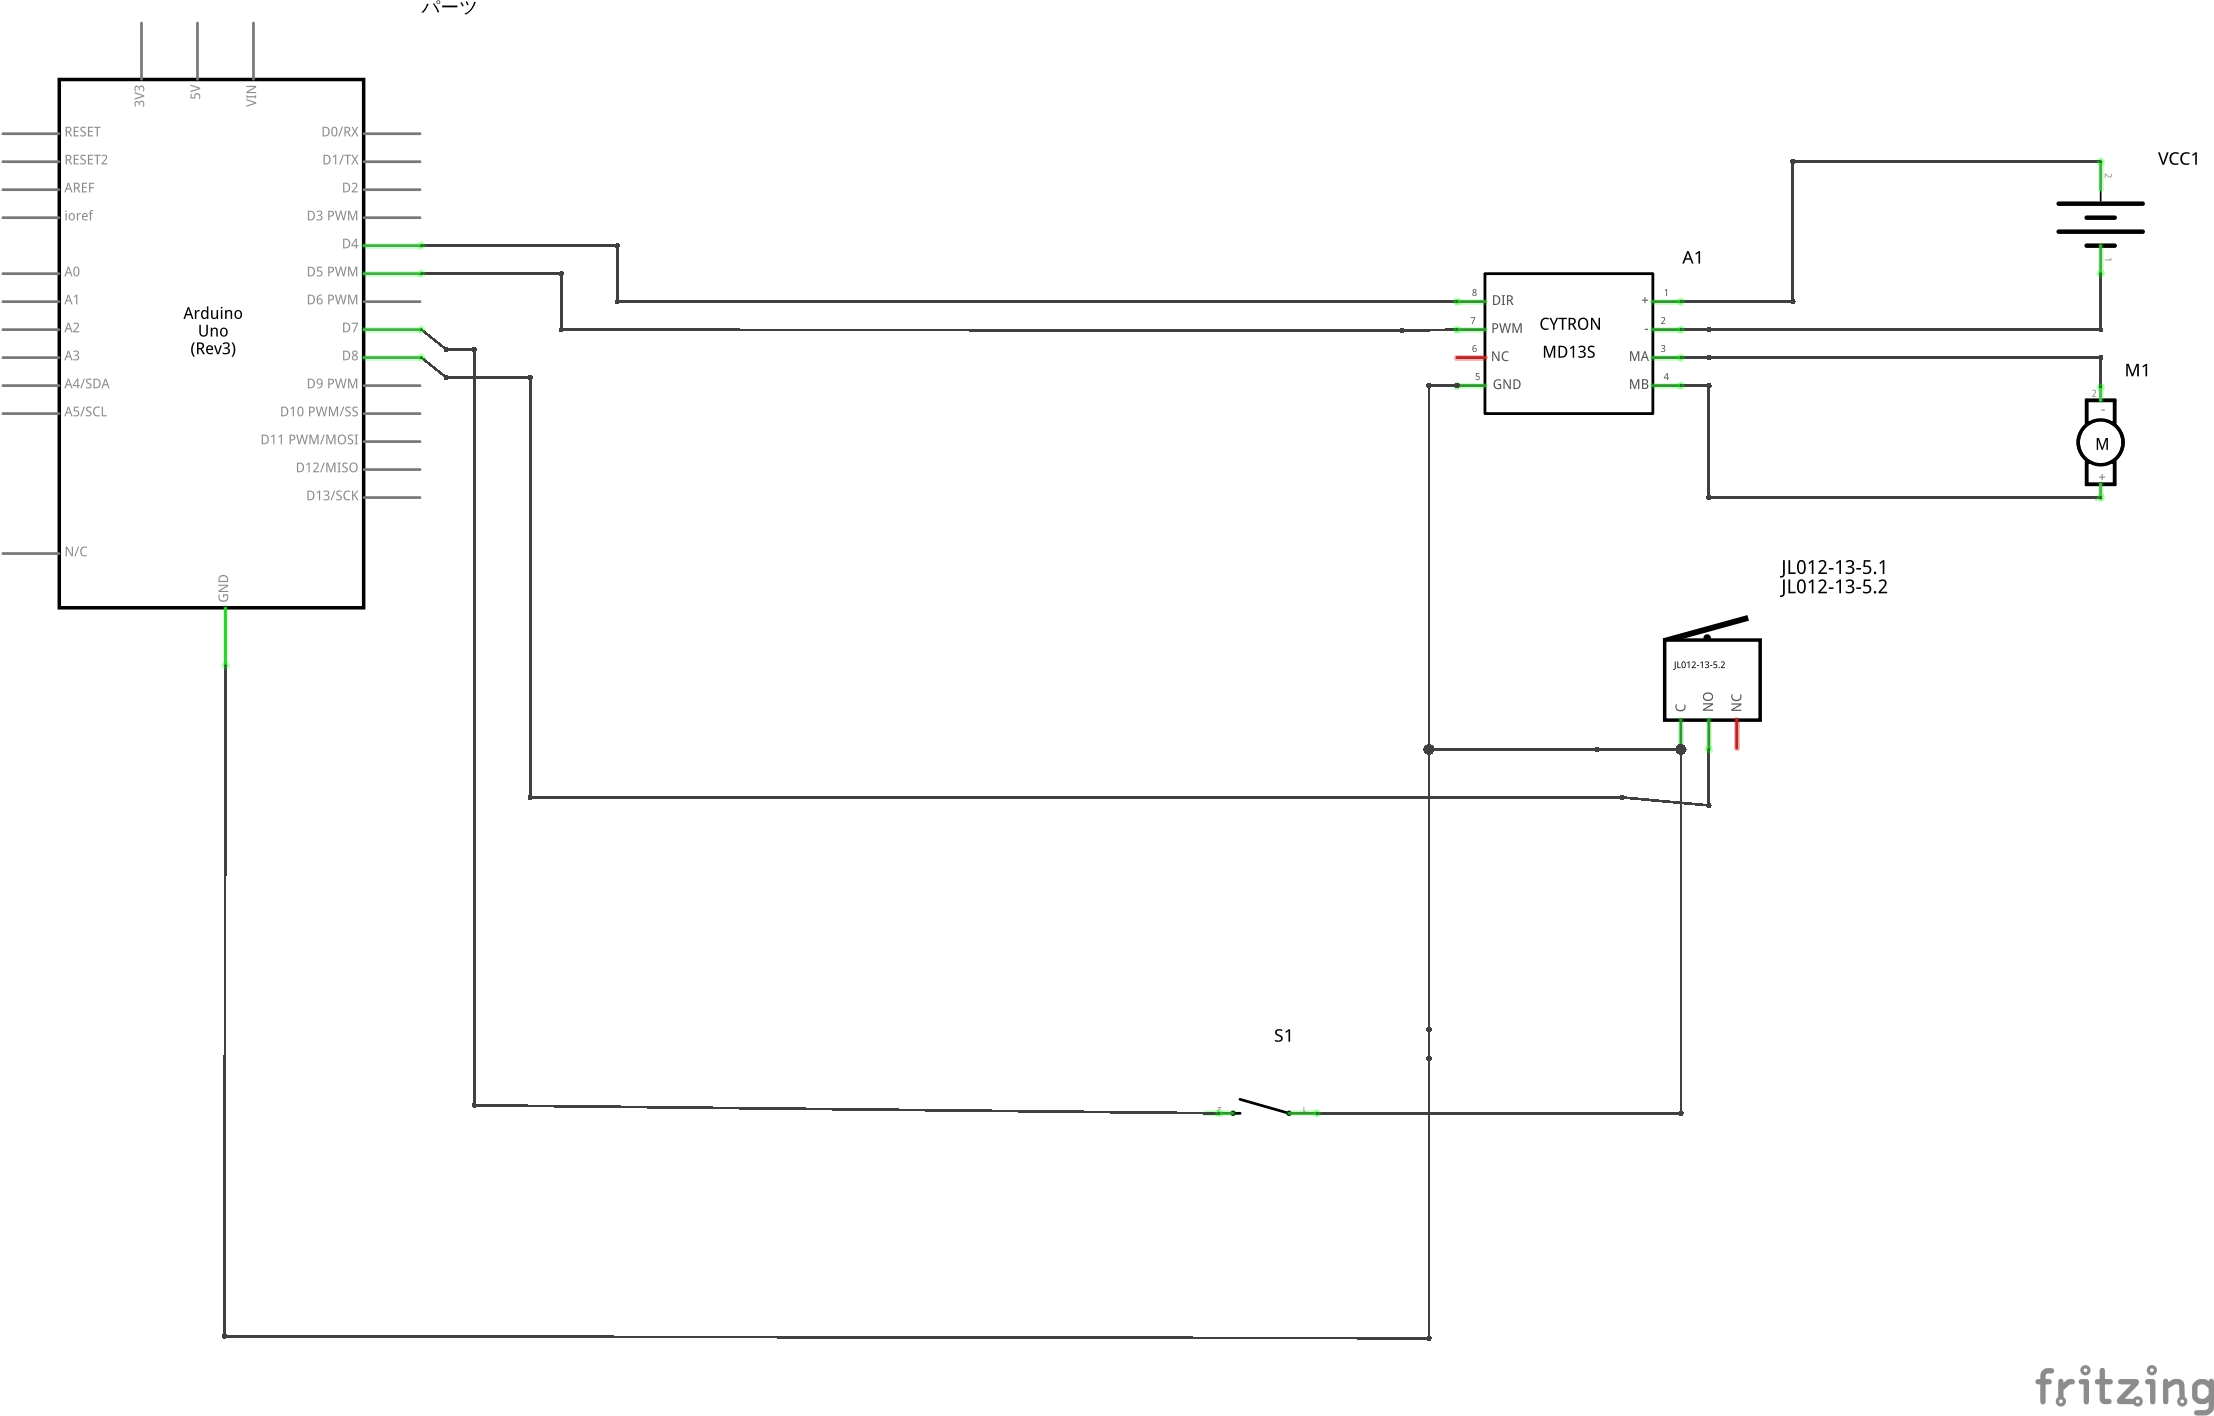 パーツ
3V3
5V
VIN
RESET
RESET2
AREF
ioref
A0
A1
A2
A3
A4/SDA
A5/SCL
N/C
D0/RX
D1/TX
D2
D3 PWM
D4
D5 PWM
D6 PWM
D7
D8
D9 PWM
D10 PWM/SS
D11 PWM/MOSI
D12/MISO
D13/SCK
Arduino
Uno
(Rev3)
GND
A1
8
DIR
7
PWM
6
NC
5
GND
CYTRON
MD13S
+
1
-
2
MA
3
MB
4
VCC1
2
1
M1
2
-
M
+
JL012-13-5.1
JL012-13-5.2
JL012-13-5.2
C
NO
NC
S1
2
1
fritzing